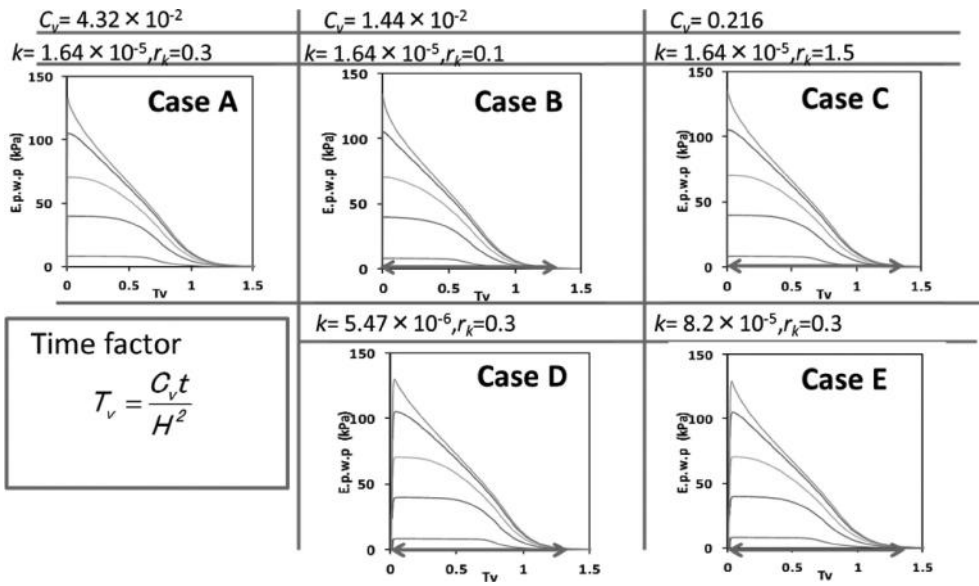 Cᵥ= 4.32 × 10⁻²
Cᵥ= 1.44 × 10⁻²
Cᵥ= 0.216
k= 1.64 × 10⁻⁵,rₖ=0.3
k= 1.64 × 10⁻⁵,rₖ=0.1
k= 1.64 × 10⁻⁵,rₖ=1.5
Case A
150
100
50
0
E.p.w.p (kPa)
0
0.5
1
1.5
Tv
Case B
150
100
50
0
E.p.w.p (kPa)
0
0.5
1
1.5
Tv
Case C
150
100
50
0
E.p.w.p (kPa)
0
0.5
1
1.5
Tv
Time factor
Tᵥ = Cᵥt / H²
k= 5.47 × 10⁻⁶,rₖ=0.3
k= 8.2 × 10⁻⁵,rₖ=0.3
Case D
150
100
50
0
E.p.w.p (kPa)
0
0.5
1
1.5
Tv
Case E
150
100
50
0
E.p.w.p (kPa)
0
0.5
1
1.5
Tv